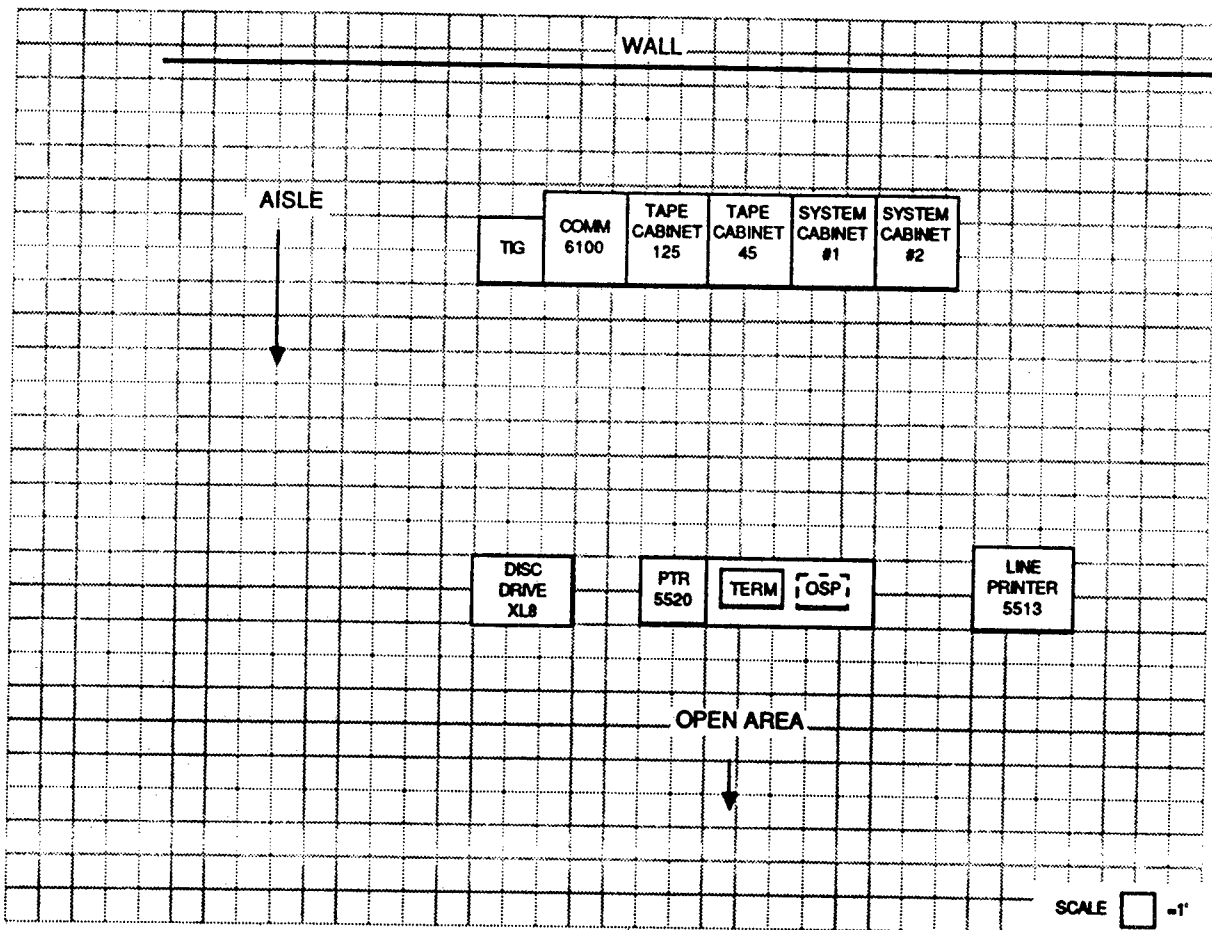 WALL
AISLE
TIG
COMM
6100
TAPE
CABINET
125
TAPE
CABINET
45
SYSTEM
CABINET
#1
SYSTEM
CABINET
#2
DISC
DRIVE
XL8
PTR
5520
TERM
OSP
LINE
PRINTER
5513
OPEN AREA
SCALE =1'